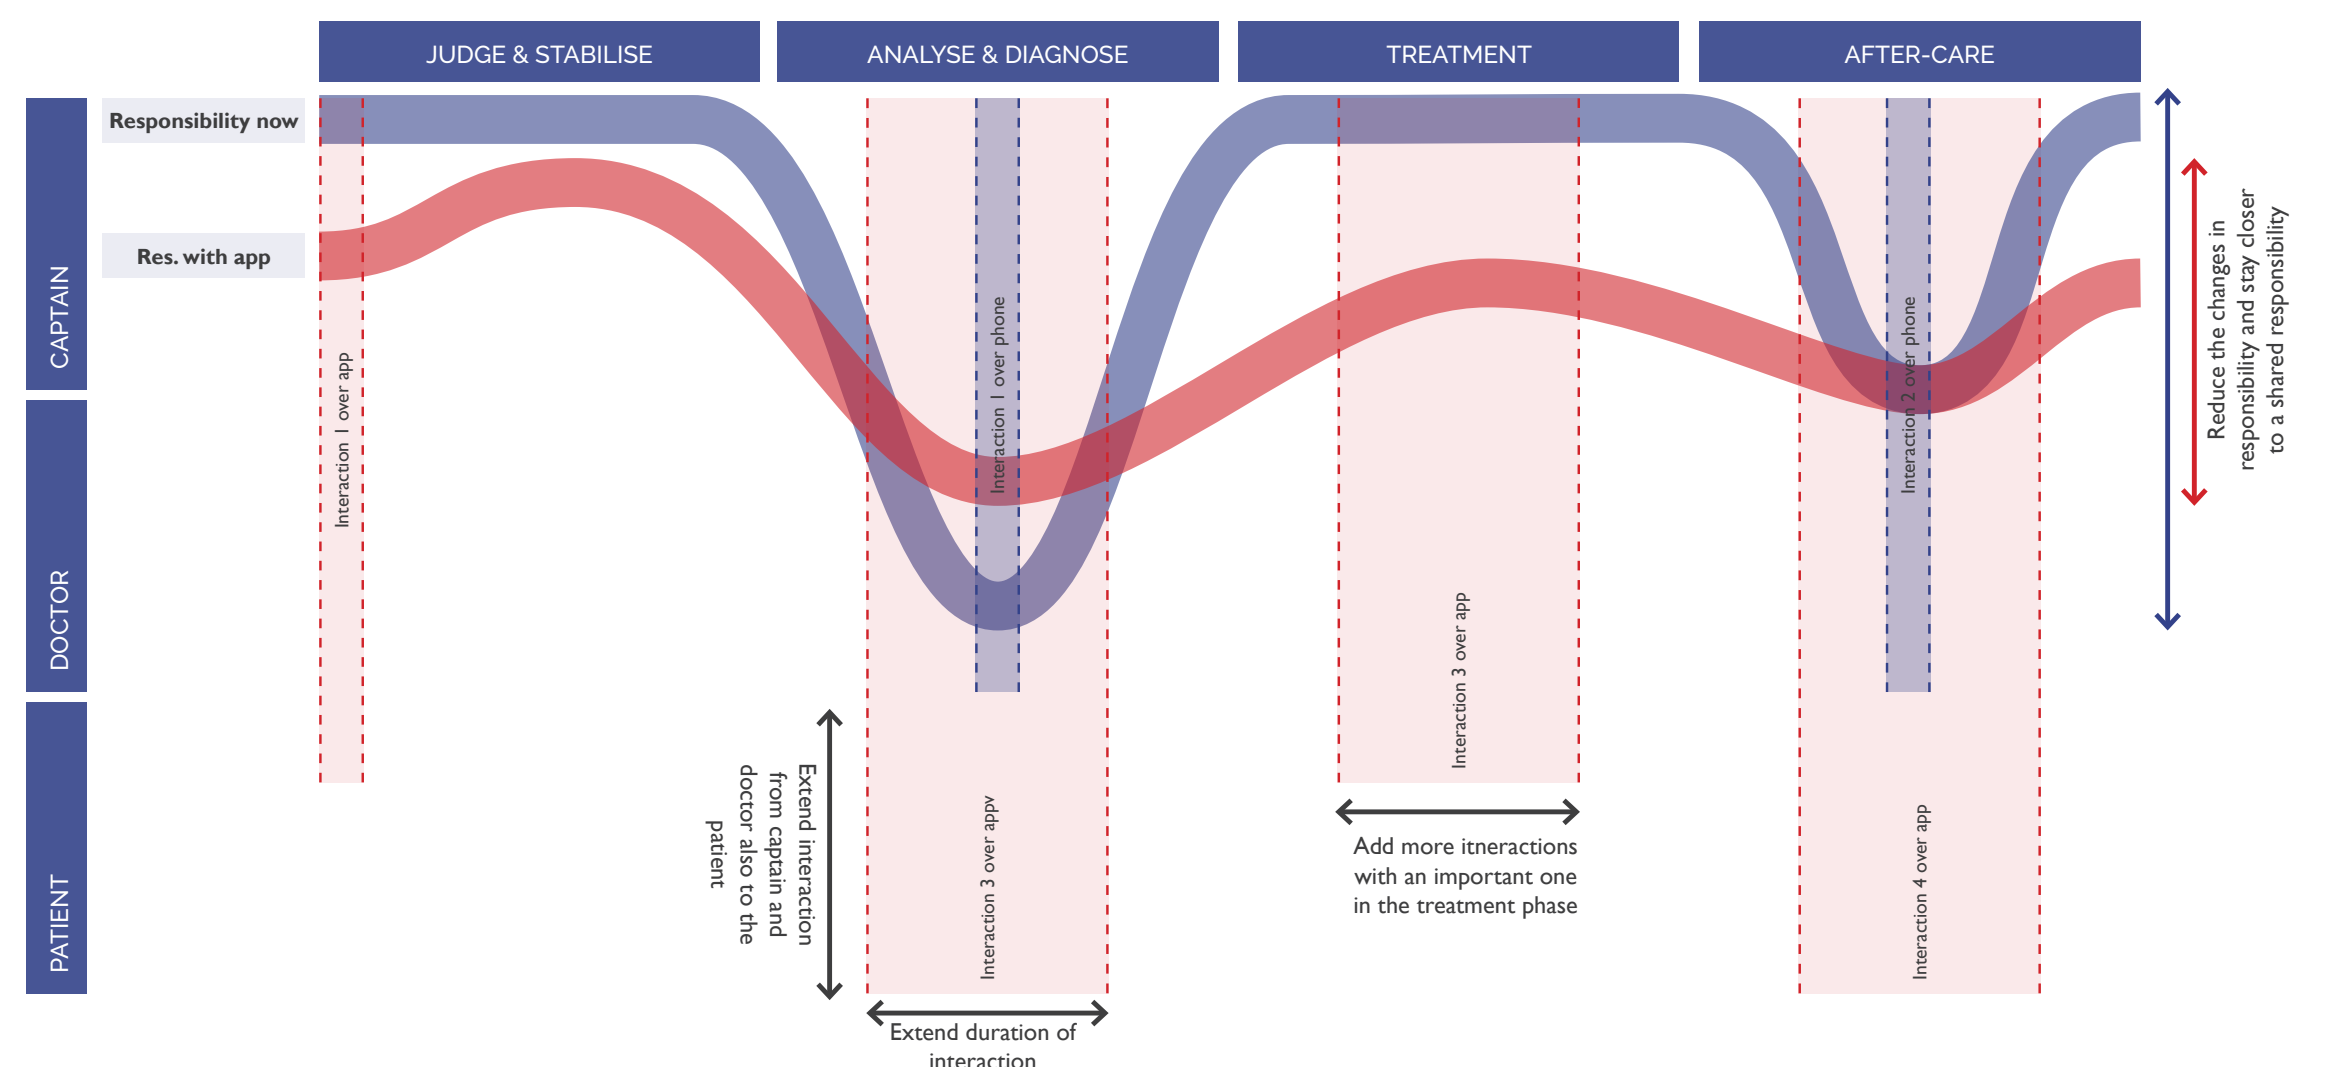 JUDGE & STABILISE
ANALYSE & DIAGNOSE
TREATMENT
AFTER-CARE
CAPTAIN
DOCTOR
PATIENT
Responsibility now
Res. with app
Interaction 1 over app
Interaction 1 over phone
Interaction 3 over appv
Interaction 3 over app
Interaction 2 over phone
Interaction 4 over app
Extend interaction
from captain and
doctor also to the
patient
Extend duration of
interaction
Add more itneractions
with an important one
in the treatment phase
Reduce the changes in
responsibility and stay closer
to a shared responsibility